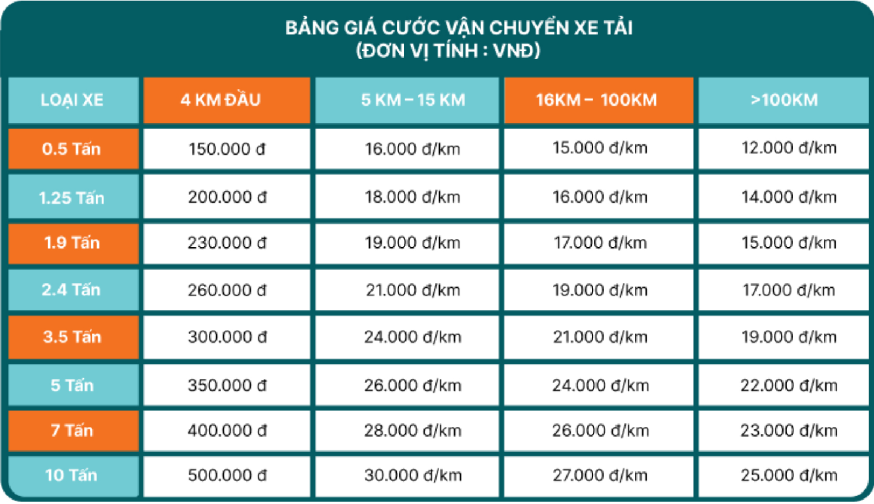 BẢNG GIÁ CƯỚC VẬN CHUYỂN XE TẢI
(ĐƠN VỊ TÍNH : VNĐ)
LOẠI XE 4 KM ĐẦU 5 KM – 15 KM 16KM – 100KM >100KM
0.5 Tấn 150.000 đ 16.000 đ/km 15.000 đ/km 12.000 đ/km
1.25 Tấn 200.000 đ 18.000 đ/km 16.000 đ/km 14.000 đ/km
1.9 Tấn 230.000 đ 19.000 đ/km 17.000 đ/km 15.000 đ/km
2.4 Tấn 260.000 đ 21.000 đ/km 19.000 đ/km 17.000 đ/km
3.5 Tấn 300.000 đ 24.000 đ/km 21.000 đ/km 19.000 đ/km
5 Tấn 350.000 đ 26.000 đ/km 24.000 đ/km 22.000 đ/km
7 Tấn 400.000 đ 28.000 đ/km 26.000 đ/km 23.000 đ/km
10 Tấn 500.000 đ 30.000 đ/km 27.000 đ/km 25.000 đ/km